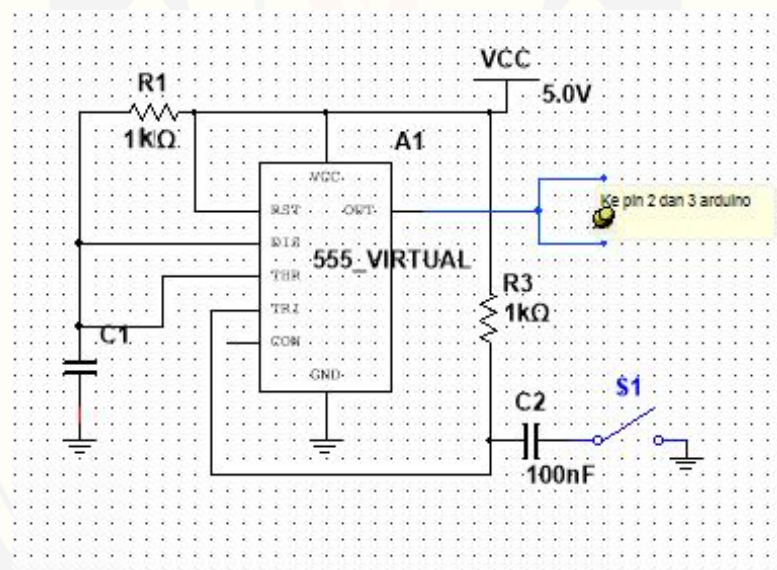 VCC
5.0V
R1
1kΩ
A1
VCC
RST
OUT
DIS
THR
TRI
CON
GND
555_VIRTUAL
Ke pin 2 dan 3 arduino
R3
1kΩ
C1
C2
100nF
S1